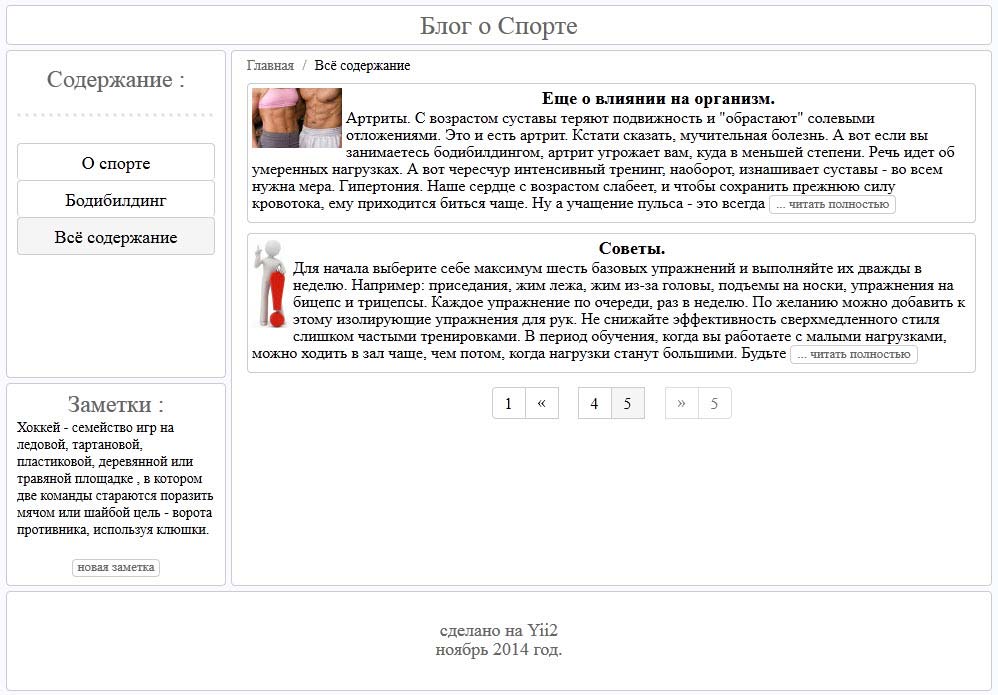 Блог о Спорте
Содержание :
О спорте
Бодибилдинг
Всё содержание
Заметки :
Хоккей - семейство игр на
ледовой, тартановой,
пластиковой, деревянной или
травяной площадке , в котором
две команды стараются поразить
мячом или шайбой цель - ворота
противника, используя клюшки.
новая заметка
Главная / Всё содержание
Еще о влиянии на организм.
Артриты. С возрастом суставы теряют подвижность и "обрастают" солевыми
отложениями. Это и есть артрит. Кстати сказать, мучительная болезнь. А вот если вы
занимаетесь бодибилдингом, артрит угрожает вам, куда в меньшей степени. Речь идет об
умеренных нагрузках. А вот чересчур интенсивный тренинг, наоборот, изнашивает суставы - во всем
нужна мера. Гипертония. Наше сердце с возрастом слабеет, и чтобы сохранить прежнюю силу
кровотока, ему приходится биться чаще. Ну а учащение пульса - это всегда ... читать полностью
Советы.
Для начала выберите себе максимум шесть базовых упражнений и выполняйте их дважды в
неделю. Например: приседания, жим лежа, жим из-за головы, подъемы на носки, упражнения на
бицепс и трицепсы. Каждое упражнение по очереди, раз в неделю. По желанию можно добавить к
этому изолирующие упражнения для рук. Не снижайте эффективность сверхмедленного стиля
слишком частыми тренировками. В период обучения, когда вы работаете с малыми нагрузками,
можно ходить в зал чаще, чем потом, когда нагрузки станут большими. Будьте ... читать полностью
1 « 4 5 » 5
сделано на Yii2
ноябрь 2014 год.